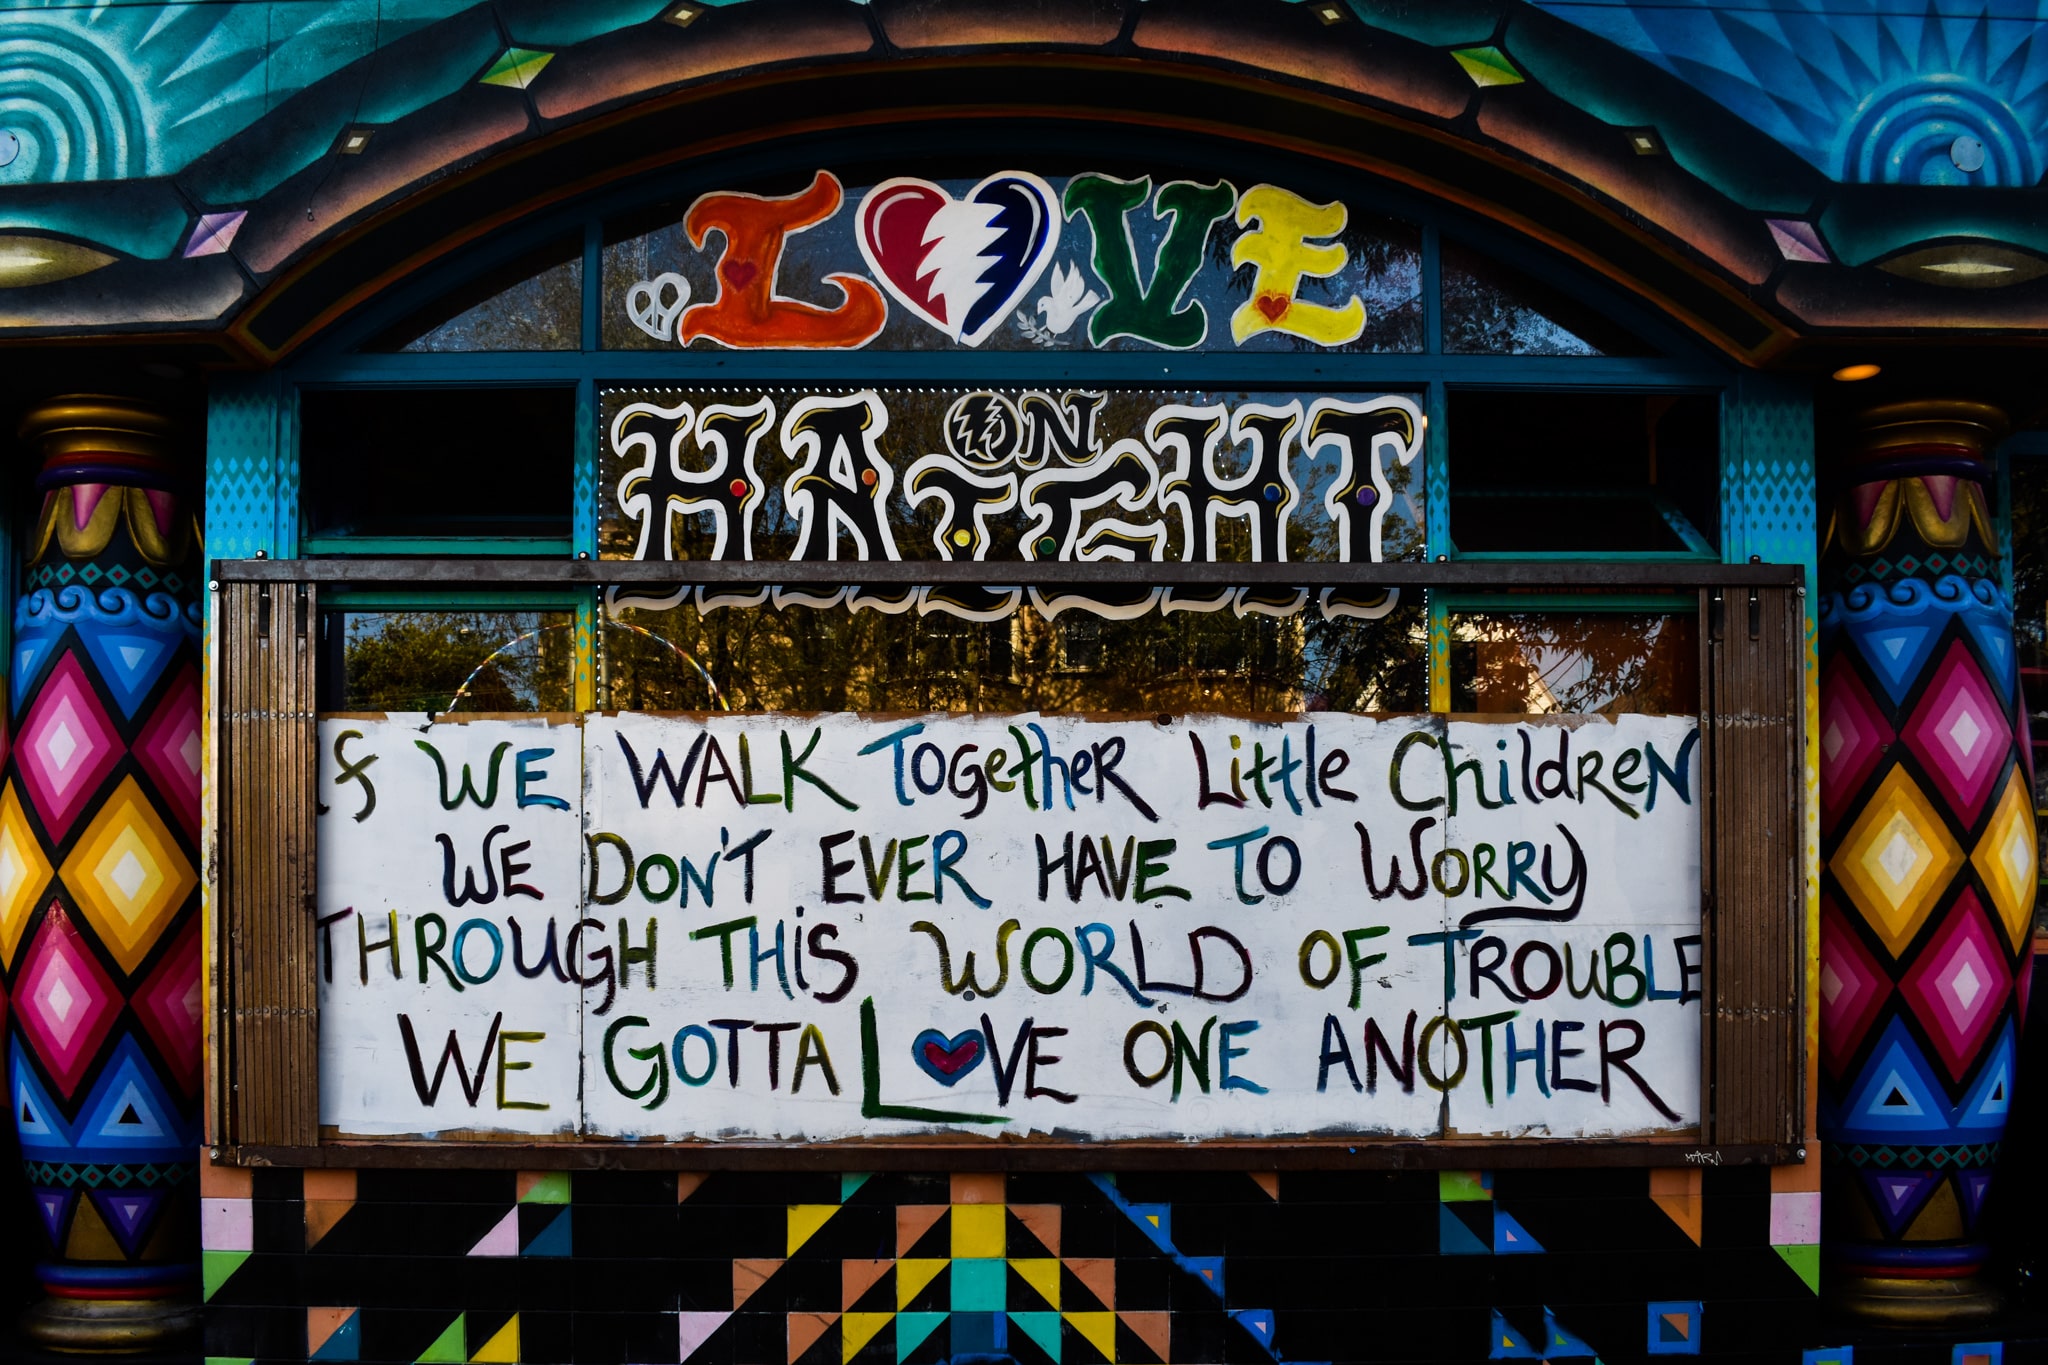 LOVE
ON
HAIGHT
if WE WALK TogetheR Little ChildReN
WE DON'T EVER HAVE TO WORRY
THROUGH THiS WORLD OF TROUBLE
WE GOTTA LOVE ONE ANOTHER